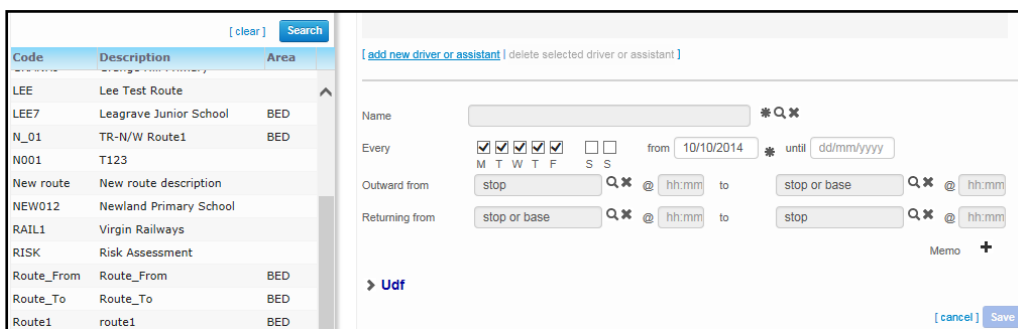 [ clear ] Search
Code Description Area
LEE Lee Test Route
LEE7 Leagrave Junior School BED
N_01 TR-N/W Route1 BED
N001 T123
New route New route description
NEW012 Newland Primary School
RAIL1 Virgin Railways
RISK Risk Assessment
Route_From Route_From BED
Route_To Route_To BED
Route1 route1 BED
[ add new driver or assistant | delete selected driver or assistant ]
Name
Every M T W T F S S from 10/10/2014 until dd/mm/yyyy
Outward from stop @ hh:mm to stop or base @ hh:mm
Returning from stop or base @ hh:mm to stop @ hh:mm
Memo
Udf
[ cancel ] Save